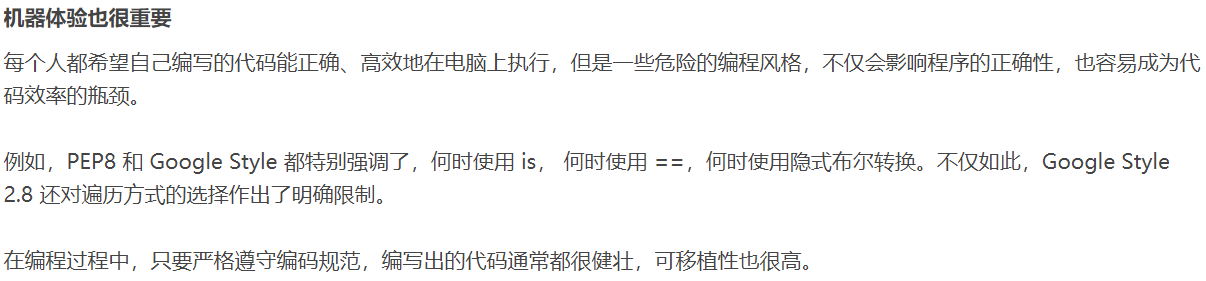 机器体验也很重要
每个人都希望自己编写的代码能正确、高效地在电脑上执行，但是一些危险的编程风格，不仅会影响程序的正确性，也容易成为代
码效率的瓶颈。
例如，PEP8 和 Google Style 都特别强调了，何时使用 is， 何时使用 ==，何时使用隐式布尔转换。不仅如此，Google Style
2.8 还对遍历方式的选择作出了明确限制。
在编程过程中，只要严格遵守编码规范，编写出的代码通常都很健壮，可移植性也很高。